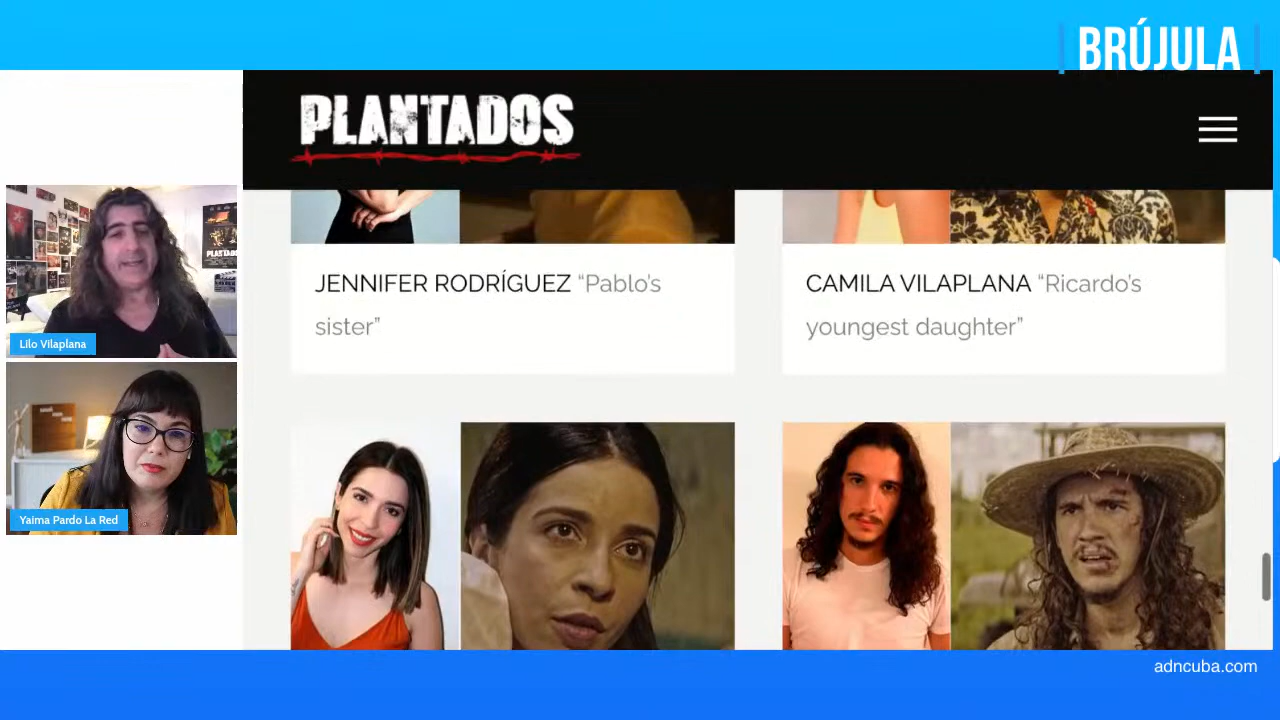 BRÚJULA
PLANTADOS
PLANTADOS
Lilo Vilaplana
Yaima Pardo La Red
JENNIFER RODRÍGUEZ “Pablo’s
sister”
CAMILA VILAPLANA “Ricardo’s
youngest daughter”
adncuba.com